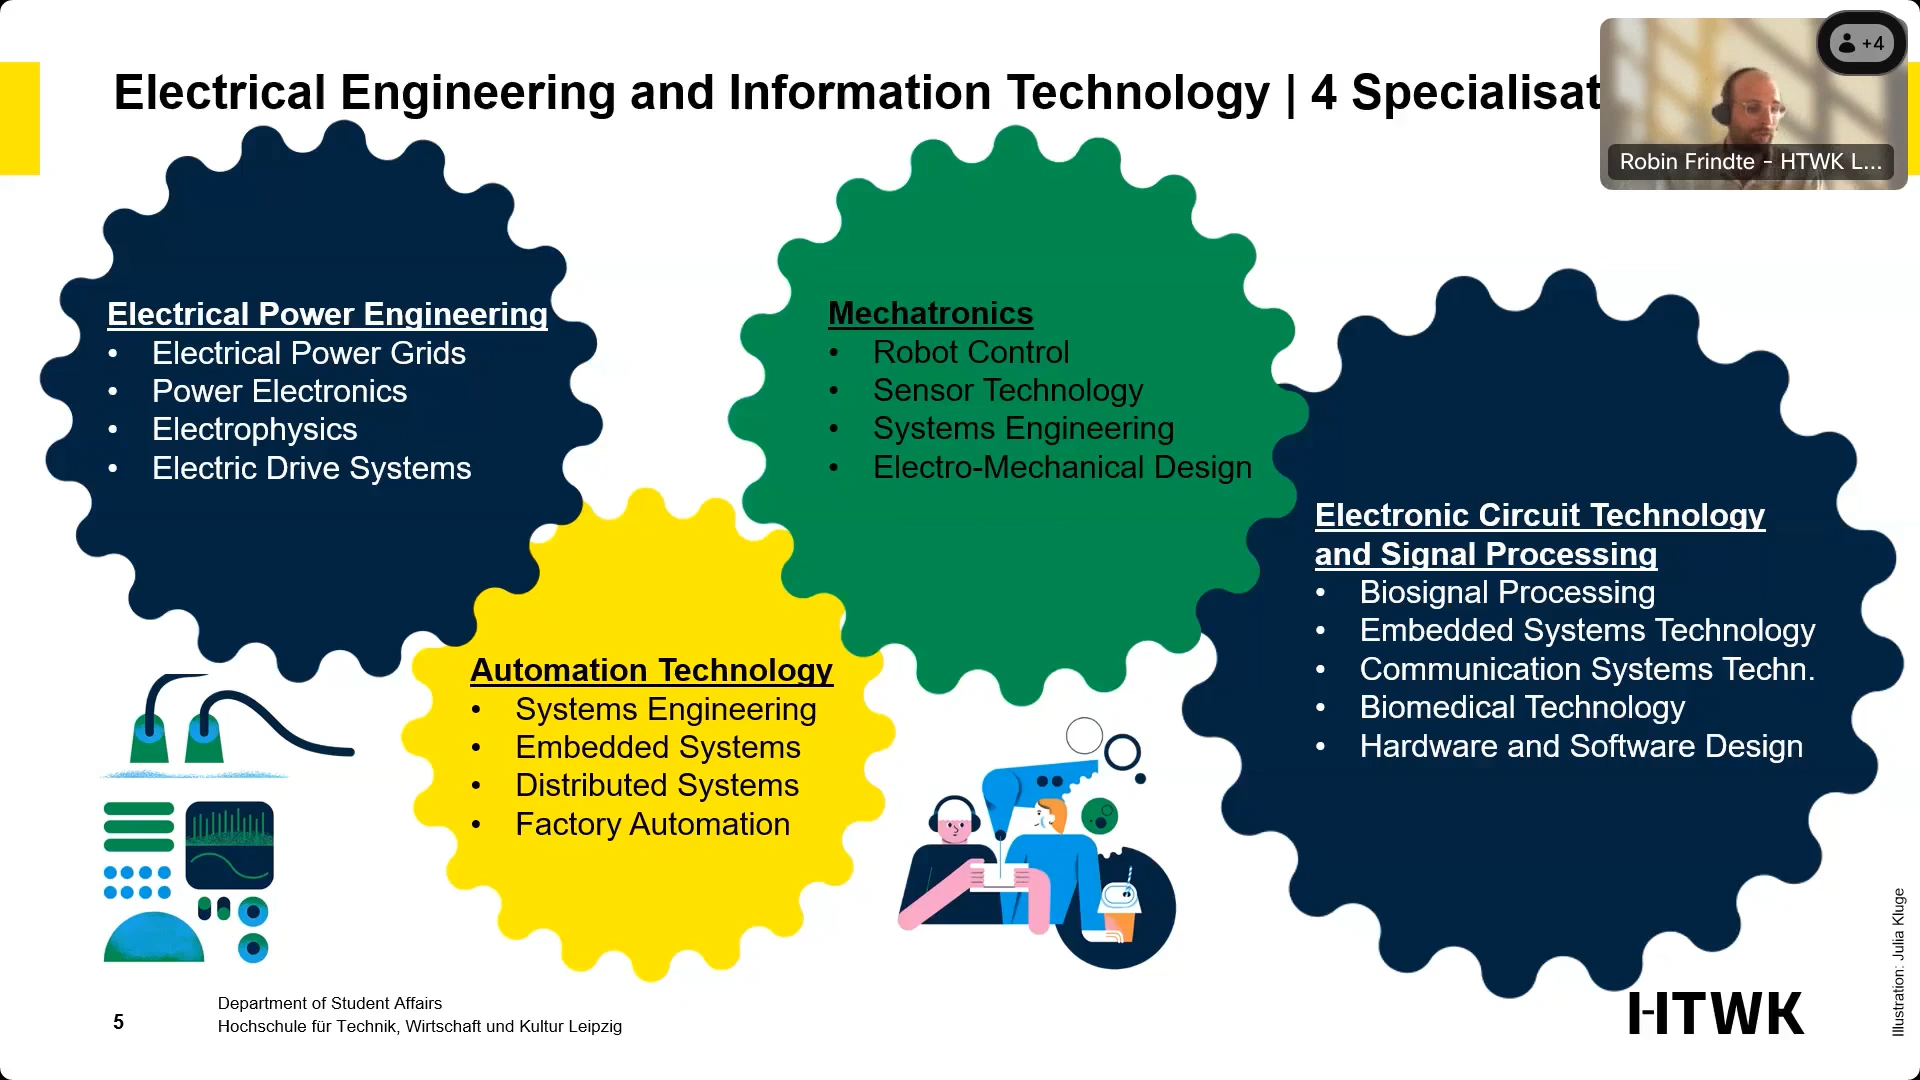 Electrical Engineering and Information Technology | 4 Specialisat
+4
Robin Frindte - HTWK L...
Electrical Power Engineering
• Electrical Power Grids
• Power Electronics
• Electrophysics
• Electric Drive Systems
Mechatronics
• Robot Control
• Sensor Technology
• Systems Engineering
• Electro-Mechanical Design
Electronic Circuit Technology
and Signal Processing
• Biosignal Processing
• Embedded Systems Technology
• Communication Systems Techn.
• Biomedical Technology
• Hardware and Software Design
Automation Technology
• Systems Engineering
• Embedded Systems
• Distributed Systems
• Factory Automation
Illustration: Julia Kluge
5
Department of Student Affairs
Hochschule für Technik, Wirtschaft und Kultur Leipzig
HTWK